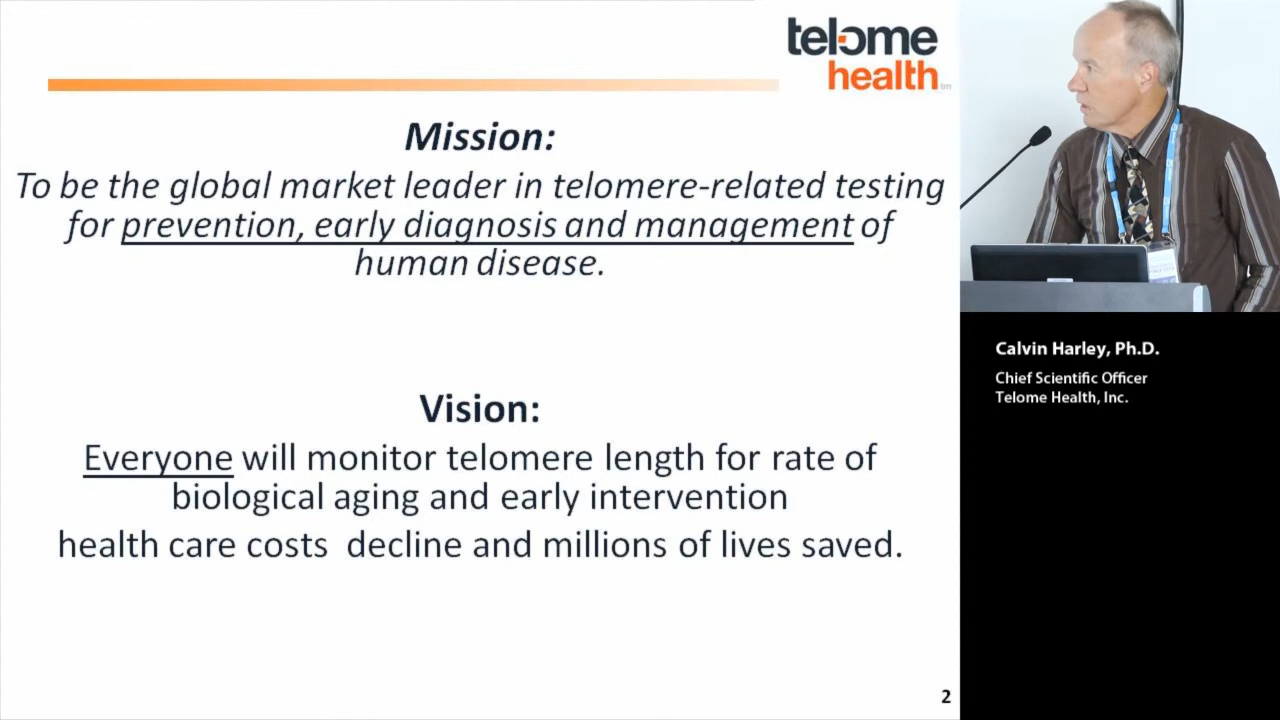 telome
health tm
Mission:
To be the global market leader in telomere-related testing
for prevention, early diagnosis and management of
human disease.
Vision:
Everyone will monitor telomere length for rate of
biological aging and early intervention
health care costs decline and millions of lives saved.
2
Calvin Harley, Ph.D.
Chief Scientific Officer
Telome Health, Inc.